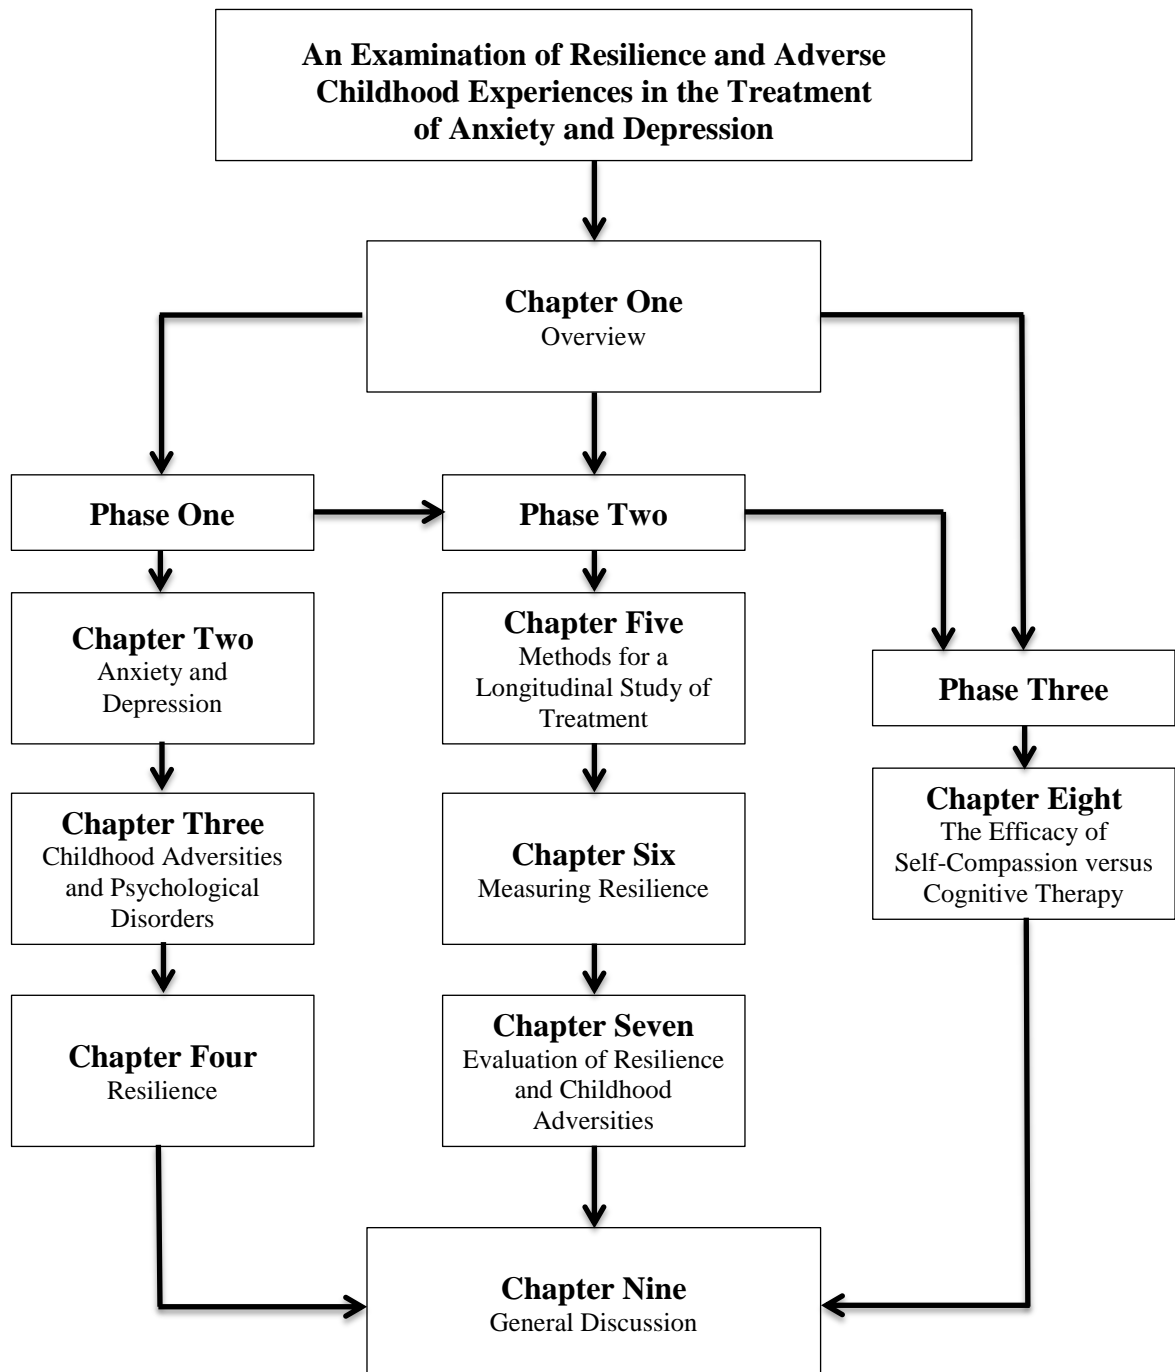 An Examination of Resilience and Adverse
Childhood Experiences in the Treatment
of Anxiety and Depression
Chapter One
Overview
Phase One
Phase Two
Chapter Two
Anxiety and
Depression
Chapter Five
Methods for a
Longitudinal Study of
Treatment
Phase Three
Chapter Three
Childhood Adversities
and Psychological
Disorders
Chapter Six
Measuring Resilience
Chapter Eight
The Efficacy of
Self-Compassion versus
Cognitive Therapy
Chapter Four
Resilience
Chapter Seven
Evaluation of Resilience
and Childhood
Adversities
Chapter Nine
General Discussion